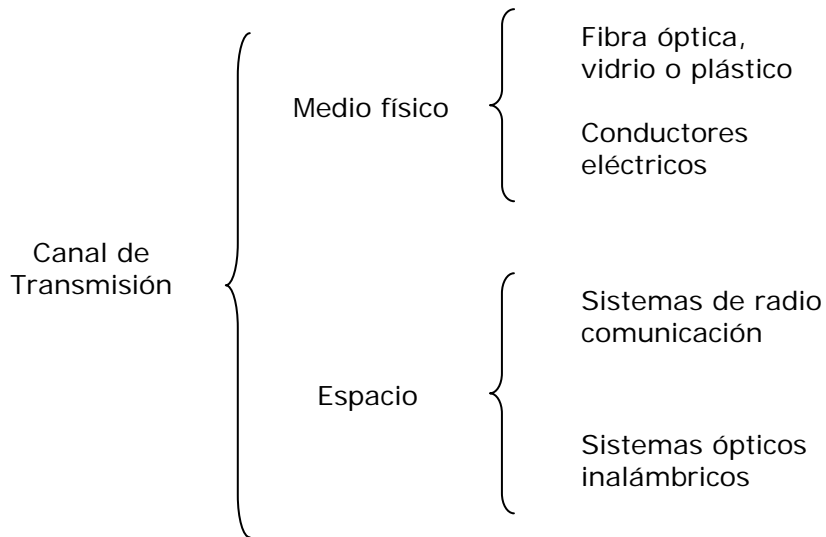 Canal de
Transmisión
Medio físico
Fibra óptica,
vidrio o plástico
Conductores
eléctricos
Espacio
Sistemas de radio
comunicación
Sistemas ópticos
inalámbricos